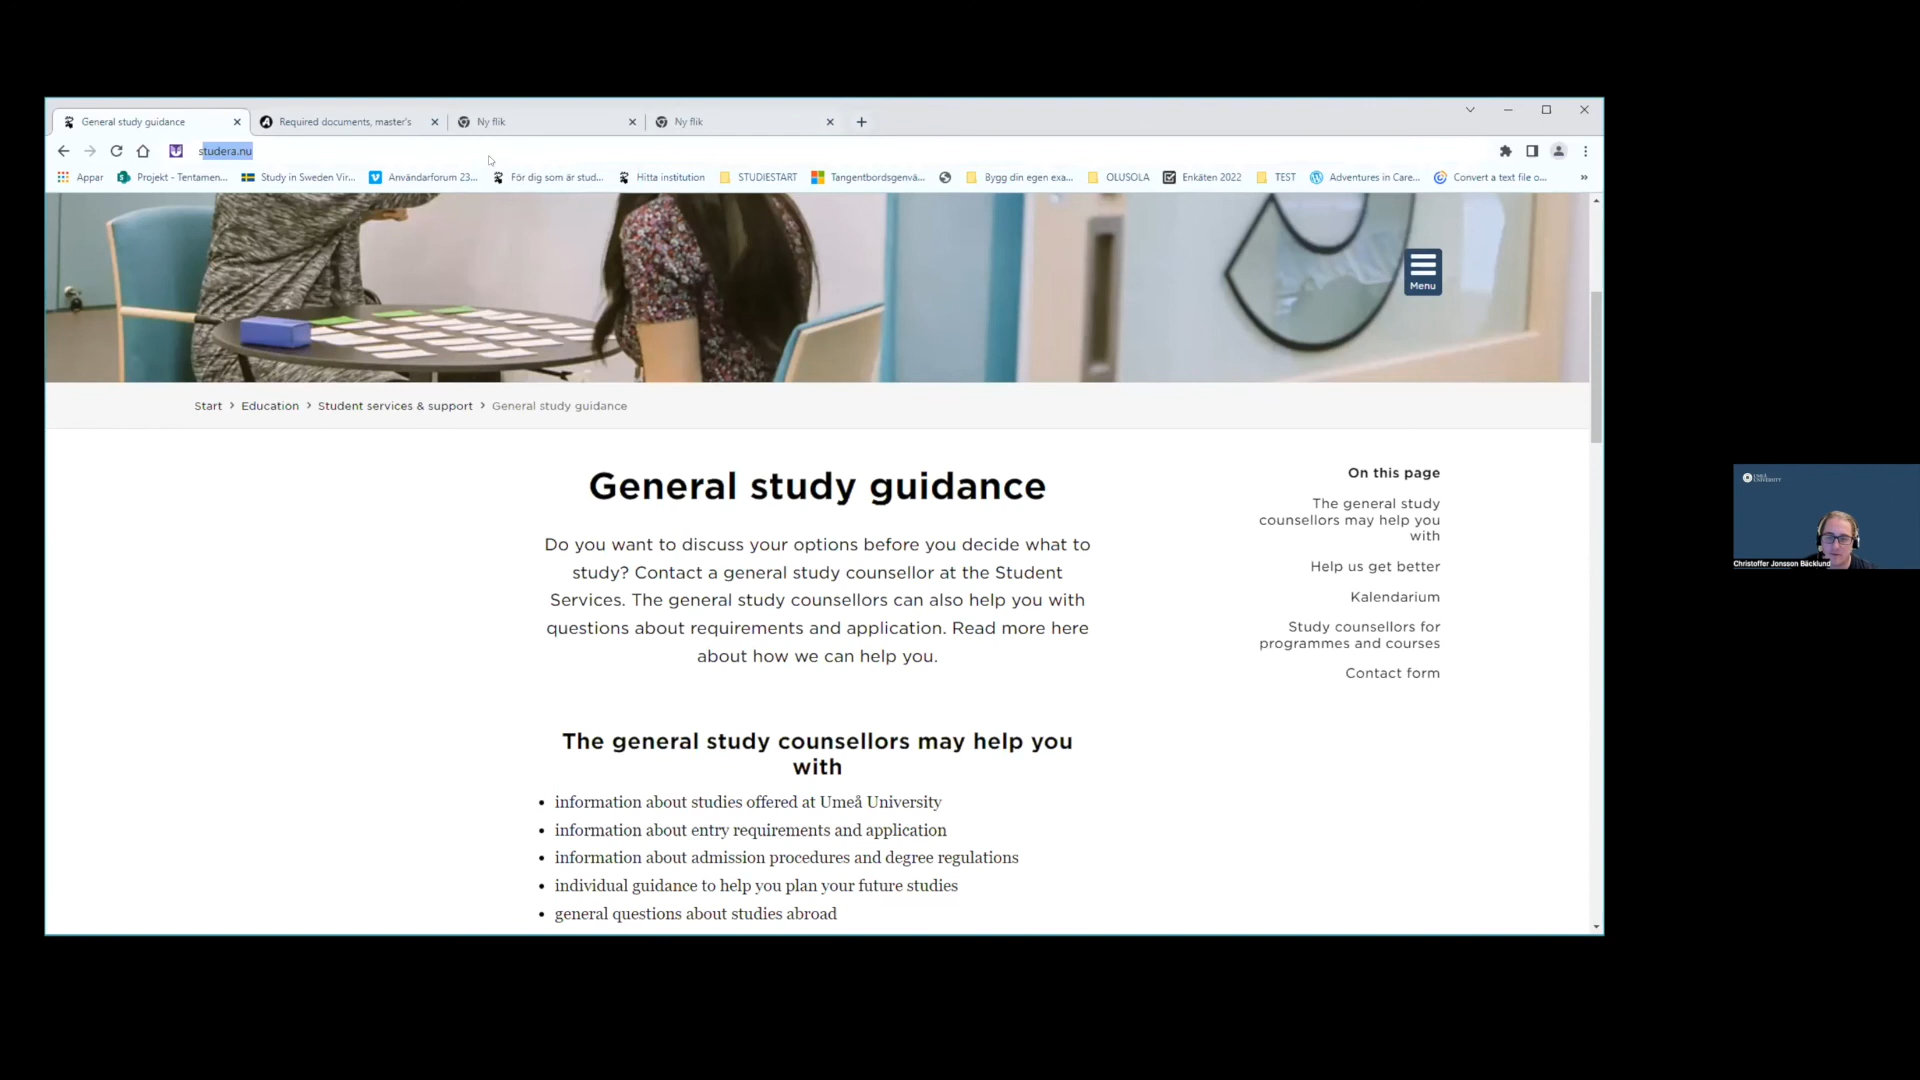 General study guidance
Required documents, master's
Ny flik
Ny flik
studera.nu
Appar
Projekt - Tentamen...
Study in Sweden Vir...
Användarforum 23...
För dig som är stud...
Hitta institution
STUDIESTART
Tangentbordsgenvä...
Bygg din egen exa...
OLUSOLA
Enkäten 2022
TEST
Adventures in Care...
Convert a text file o...
»
Menu
Start > Education > Student services & support > General study guidance
General study guidance
Do you want to discuss your options before you decide what to
study? Contact a general study counsellor at the Student
Services. The general study counsellors can also help you with
questions about requirements and application. Read more here
about how we can help you.
The general study counsellors may help you
with
• information about studies offered at Umeå University
• information about entry requirements and application
• information about admission procedures and degree regulations
• individual guidance to help you plan your future studies
• general questions about studies abroad
On this page
The general study
counsellors may help you
with
Help us get better
Kalendarium
Study counsellors for
programmes and courses
Contact form
UMEÅ
UNIVERSITY
Christoffer Jonsson Bäcklund